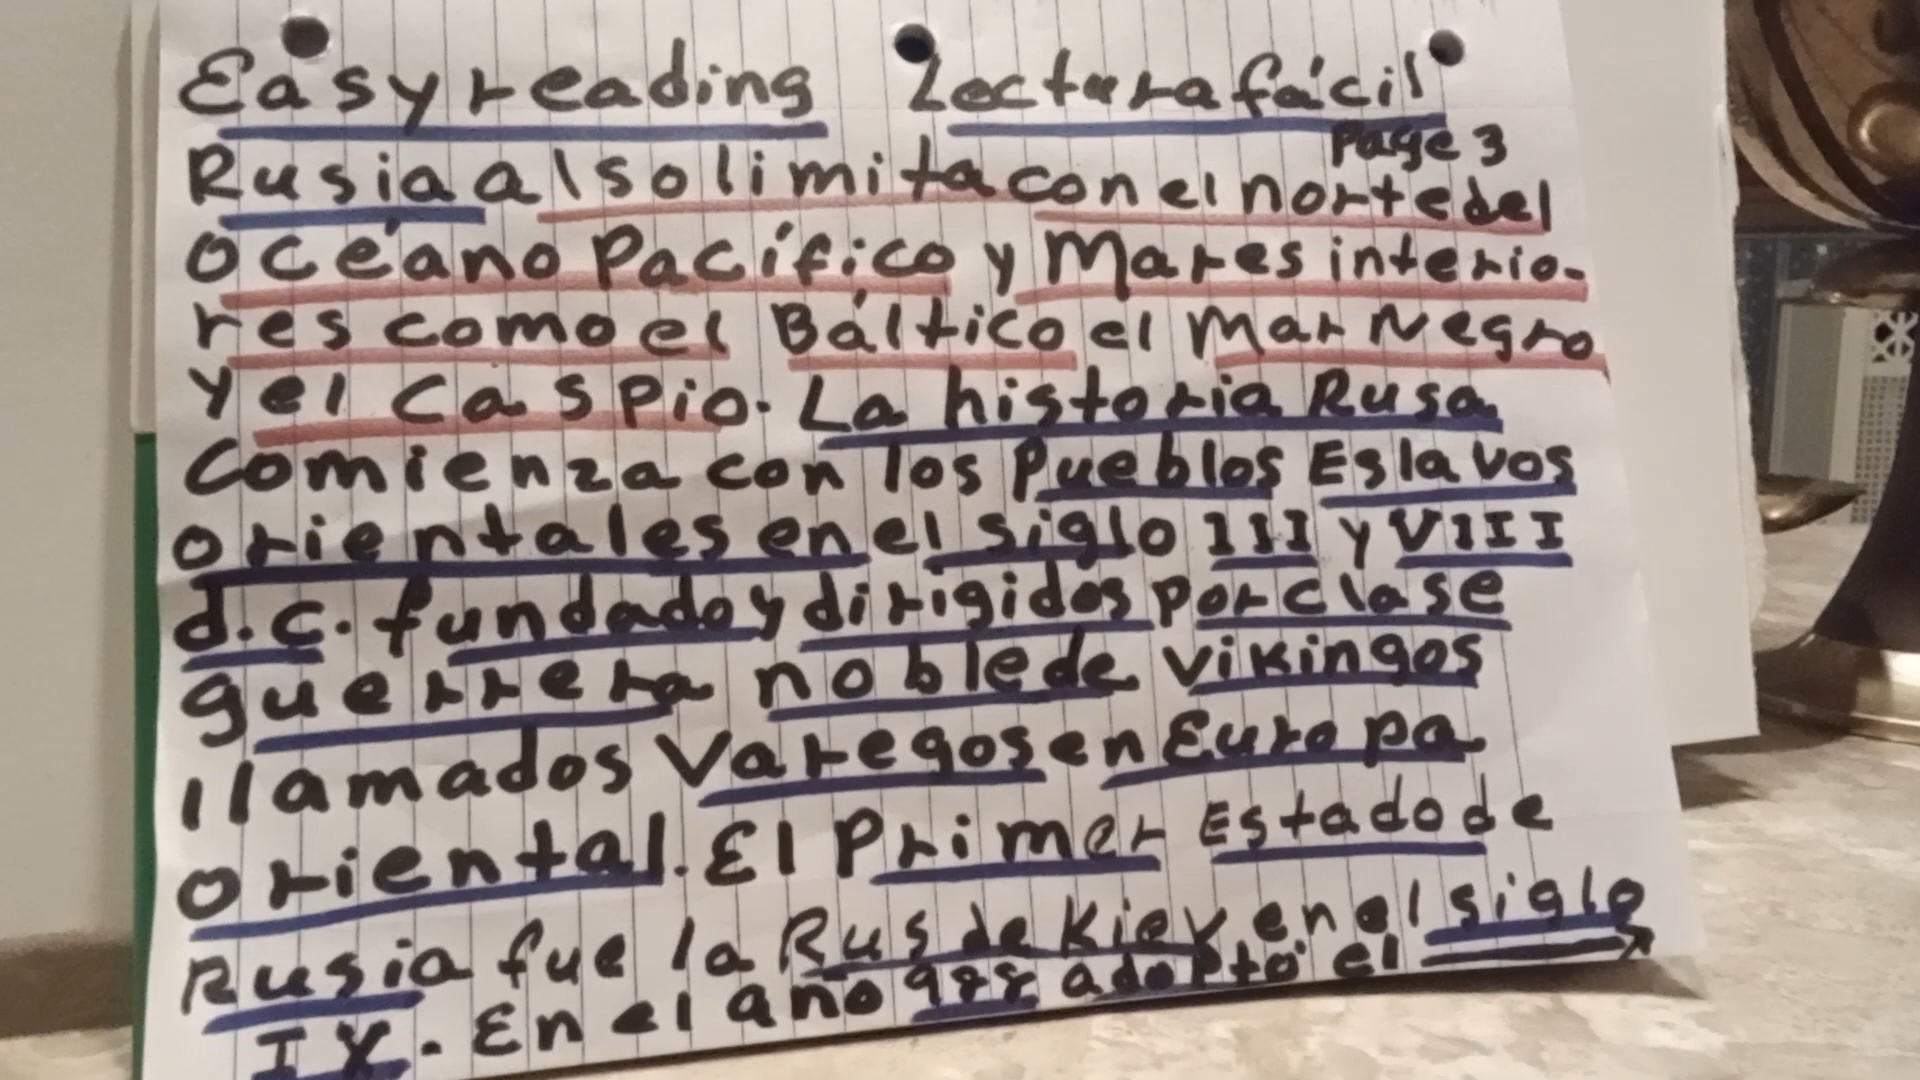 Easy reading Lectura fácil
Page 3
Rusia also limita con el norte del
Océano Pacífico y Mares interio-
res como el Báltico el Mar Negro
y el Caspio. La historia Rusa
Comienza con los Pueblos Eslavos
orientales en el siglo III y VIII
d.c. fundado y dirigidos por clase
guerrera noble de vikingos
llamados Varegos en Europa
oriental. El Primer Estado de
Rusia fue la Rus de Kiev en el siglo
IX. En el año 988 adoptó el